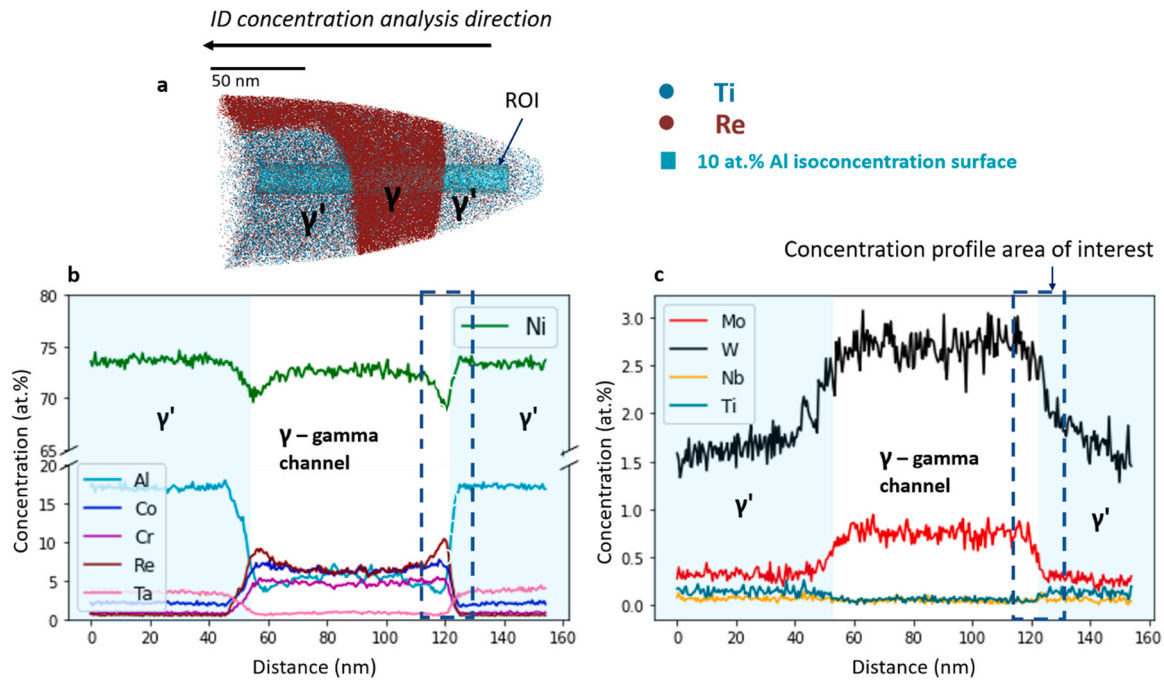 ID concentration analysis direction
50 nm
a
ROI
Ti
Re
10 at.% Al isoconcentration surface
γ'
γ
γ'
Concentration profile area of interest
b
80
75
70
65
20
15
10
5
0
Concentration (at.%)
Ni
γ'
γ – gamma
channel
γ'
Al
Co
Cr
Re
Ta
0
20
40
60
80
100
120
140
160
Distance (nm)
c
3.0
2.5
2.0
1.5
1.0
0.5
0.0
Concentration (at.%)
Mo
W
Nb
Ti
γ – gamma
channel
γ'
γ'
0
20
40
60
80
100
120
140
160
Distance (nm)